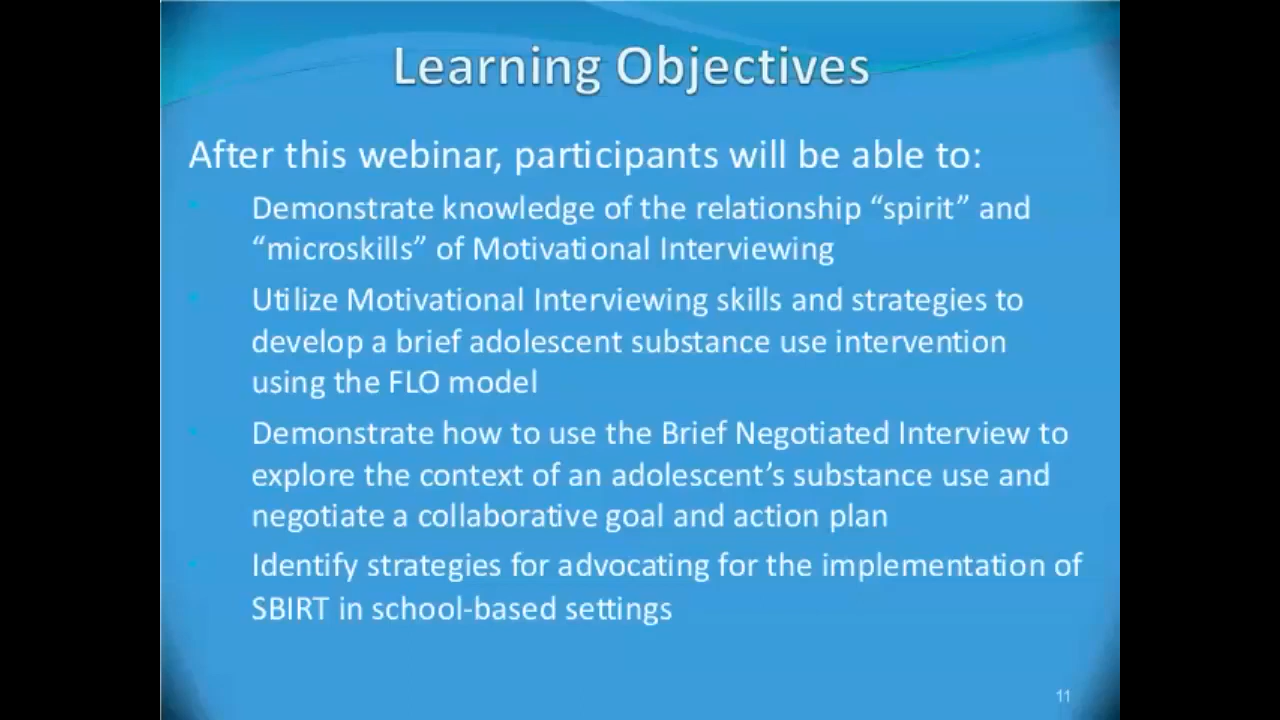 Learning Objectives
After this webinar, participants will be able to:
Demonstrate knowledge of the relationship “spirit” and
“microskills” of Motivational Interviewing
Utilize Motivational Interviewing skills and strategies to
develop a brief adolescent substance use intervention
using the FLO model
Demonstrate how to use the Brief Negotiated Interview to
explore the context of an adolescent’s substance use and
negotiate a collaborative goal and action plan
Identify strategies for advocating for the implementation of
SBIRT in school-based settings
11